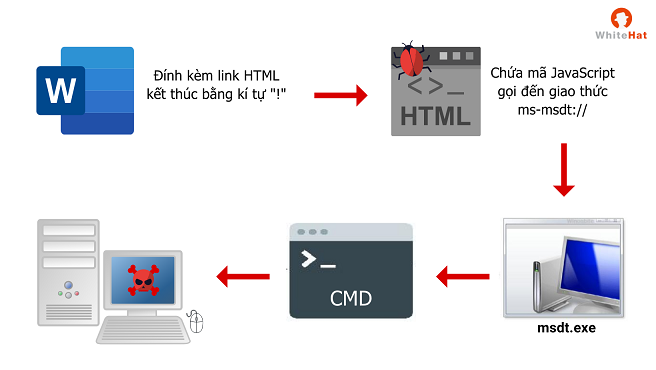 WhiteHat
W
Đính kèm link HTML
kết thúc bằng kí tự "!"
<>_
HTML
Chứa mã JavaScript
gọi đến giao thức
ms-msdt://
>_
CMD
msdt.exe